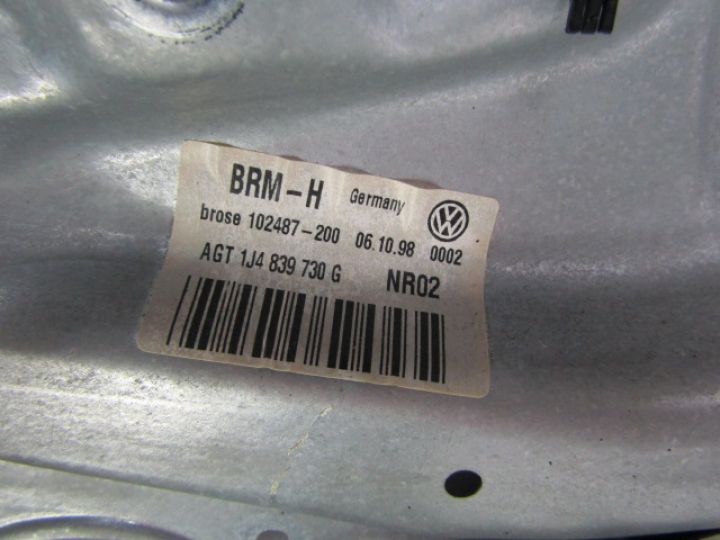 BRM-H Germany
brose 102487-200 06.10.98 0002
AGT 1J4 839 730 G NR02